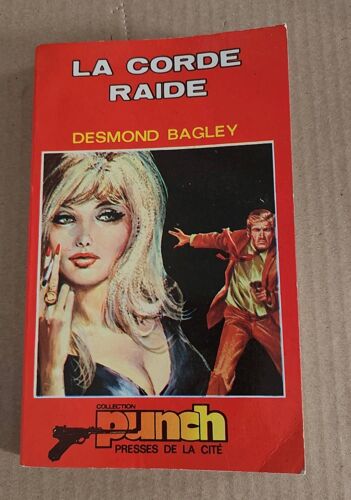 LA CORDE
RAIDE
DESMOND BAGLEY
COLLECTION
punch
PRESSES DE LA CITÉ